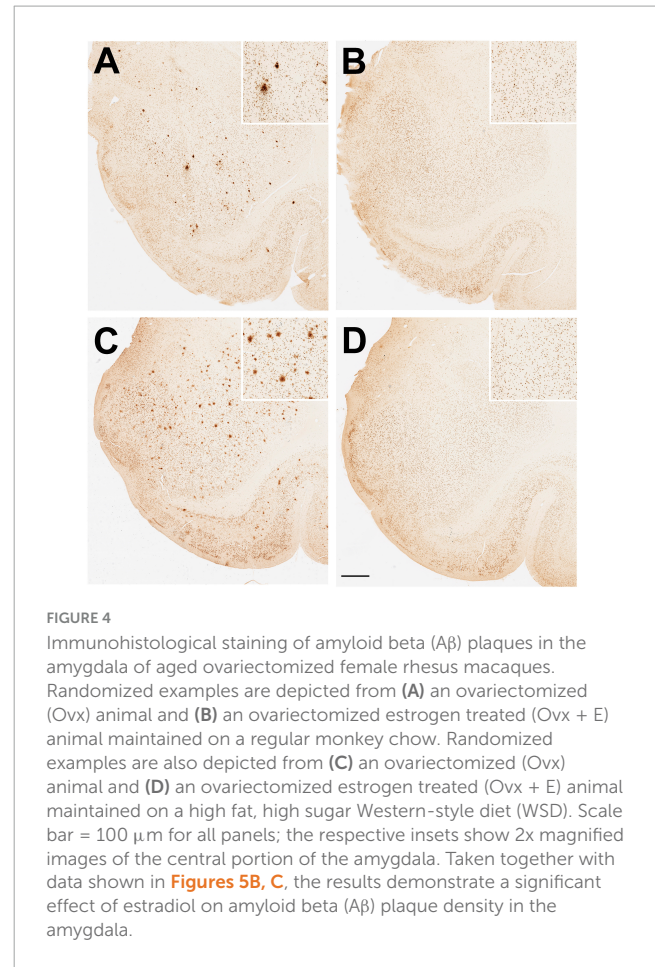 A
B
C
D
FIGURE 4
Immunohistological staining of amyloid beta (Aβ) plaques in the
amygdala of aged ovariectomized female rhesus macaques.
Randomized examples are depicted from (A) an ovariectomized
(Ovx) animal and (B) an ovariectomized estrogen treated (Ovx + E)
animal maintained on a regular monkey chow. Randomized
examples are also depicted from (C) an ovariectomized (Ovx)
animal and (D) an ovariectomized estrogen treated (Ovx + E) animal
maintained on a high fat, high sugar Western-style diet (WSD). Scale
bar = 100 μm for all panels; the respective insets show 2x magnified
images of the central portion of the amygdala. Taken together with
data shown in Figures 5B, C, the results demonstrate a significant
effect of estradiol on amyloid beta (Aβ) plaque density in the
amygdala.